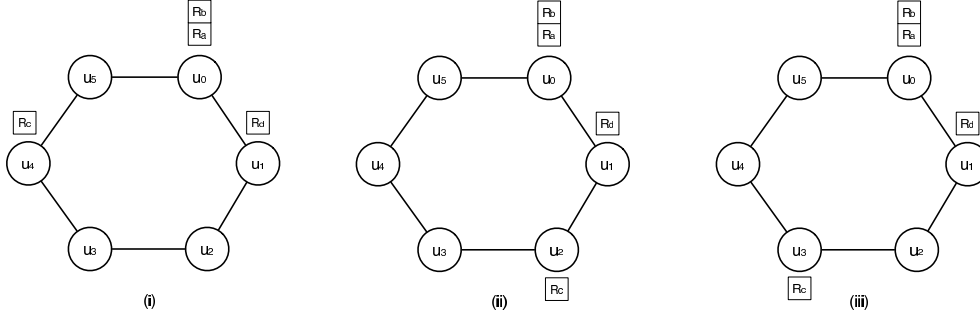 Rb Rb Rb
Ra Ra Ra
u5 u0 u5 u0 u5 u0
Rc Rd Rd Rd
u4 u1 u4 u1 u4 u1
u3 u2 u3 u2 u3 u2
Rc Rc
(i) (ii) (iii)